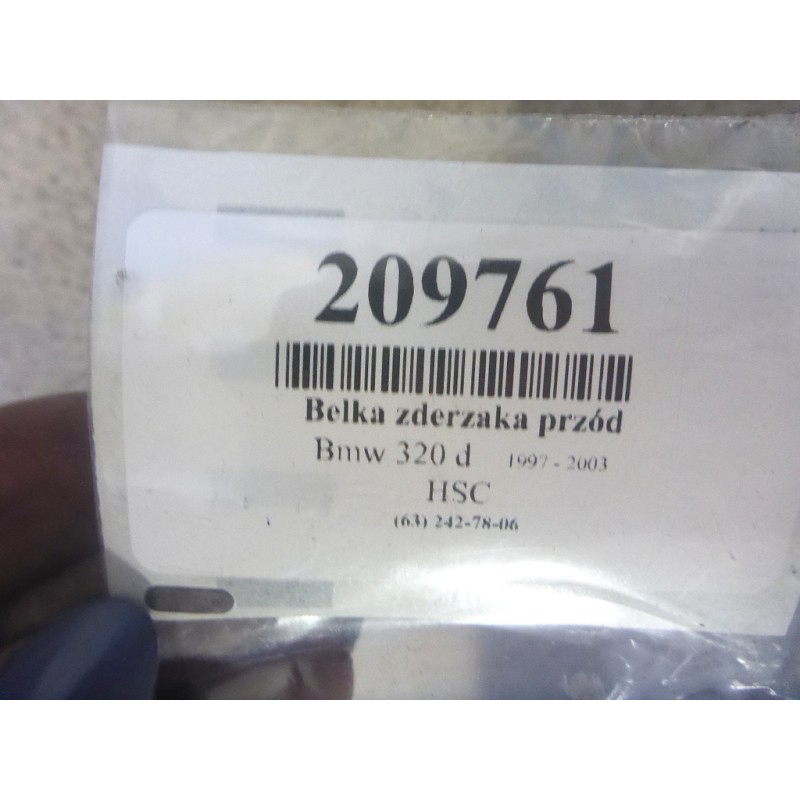 209761
Belka zderzaka przód
Bmw 320 d 1997 - 2003
HSC
(63) 242-78-06